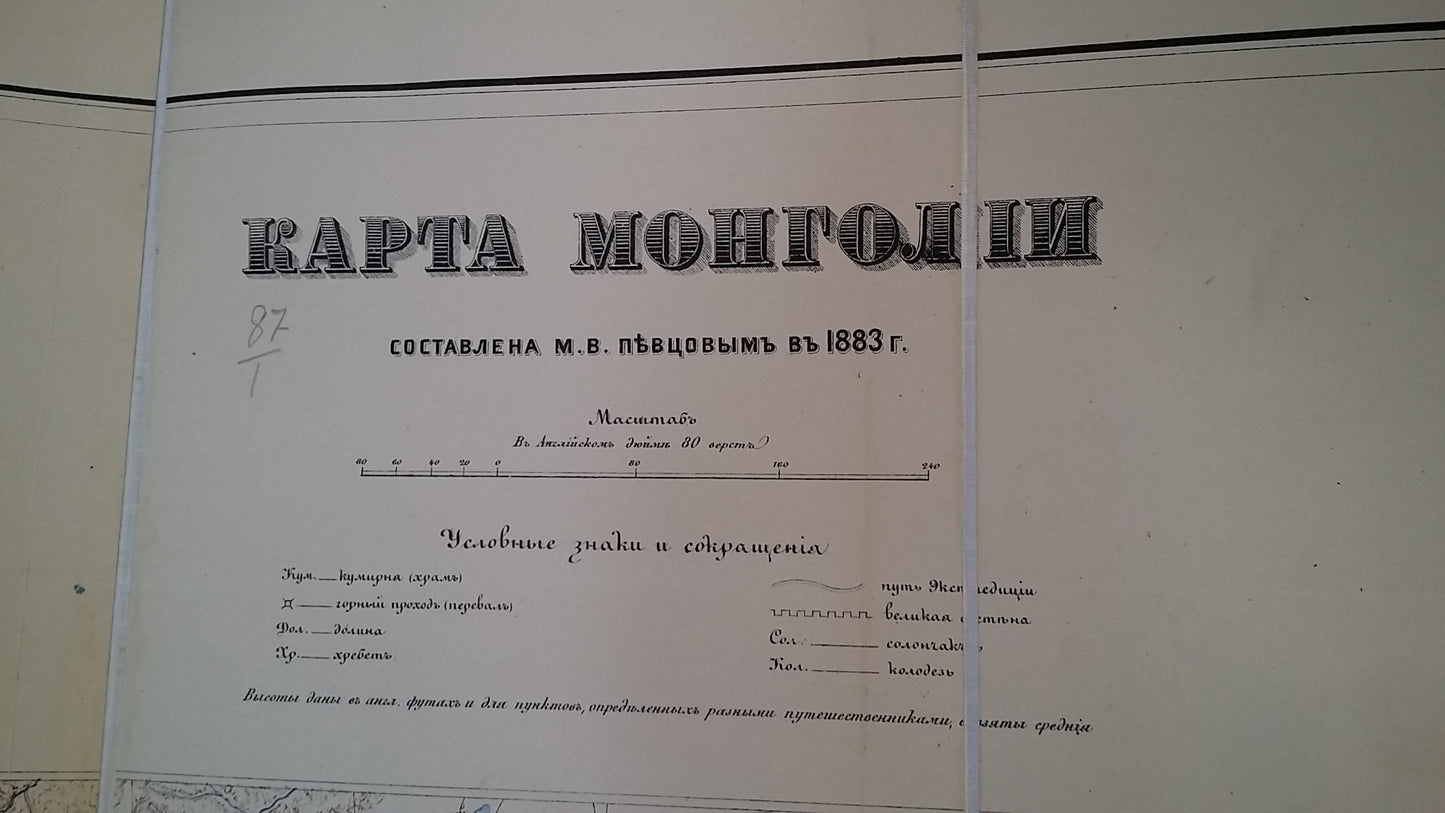 КАРТА МОНГОЛІИ
87
1
СОСТАВЛЕНА М.В. ПѢВЦОВЫМЪ ВЪ 1883 г.
Масштабъ
Въ Англійскомъ дюймѣ 80 верстъ
80 60 40 20 0 80 160 240
Условные знаки и сокращенія
Кум. — кумирня (храмъ)
— горный проходъ (перевалъ)
Дол. — долина
Хр. — хребетъ
путь Экспедиціи
великая стѣна
Сол. — солончакъ
Кол. — колодезь
Высоты даны въ англ. футахъ и для пунктовъ, опредѣленныхъ разными путешественниками, взяты среднія